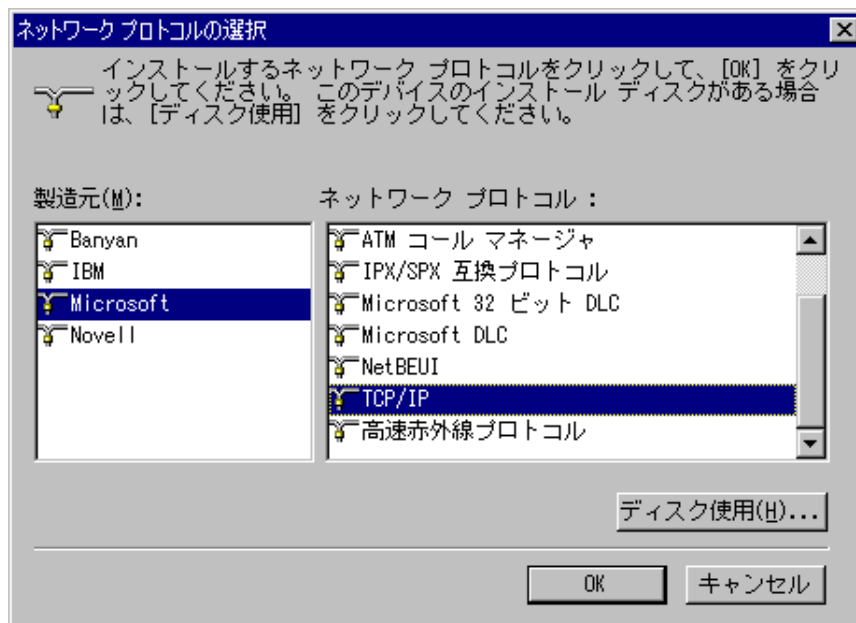 ネットワーク プロトコルの選択
インストールするネットワーク プロトコルをクリックして、[OK] をクリ
ックしてください。 このデバイスのインストール ディスクがある場合
は、[ディスク使用] をクリックしてください。
製造元(M):
ネットワーク プロトコル :
Banyan
IBM
Microsoft
Novell
ATM コール マネージャ
IPX/SPX 互換プロトコル
Microsoft 32 ビット DLC
Microsoft DLC
NetBEUI
TCP/IP
高速赤外線プロトコル
ディスク使用(H)...
OK
キャンセル